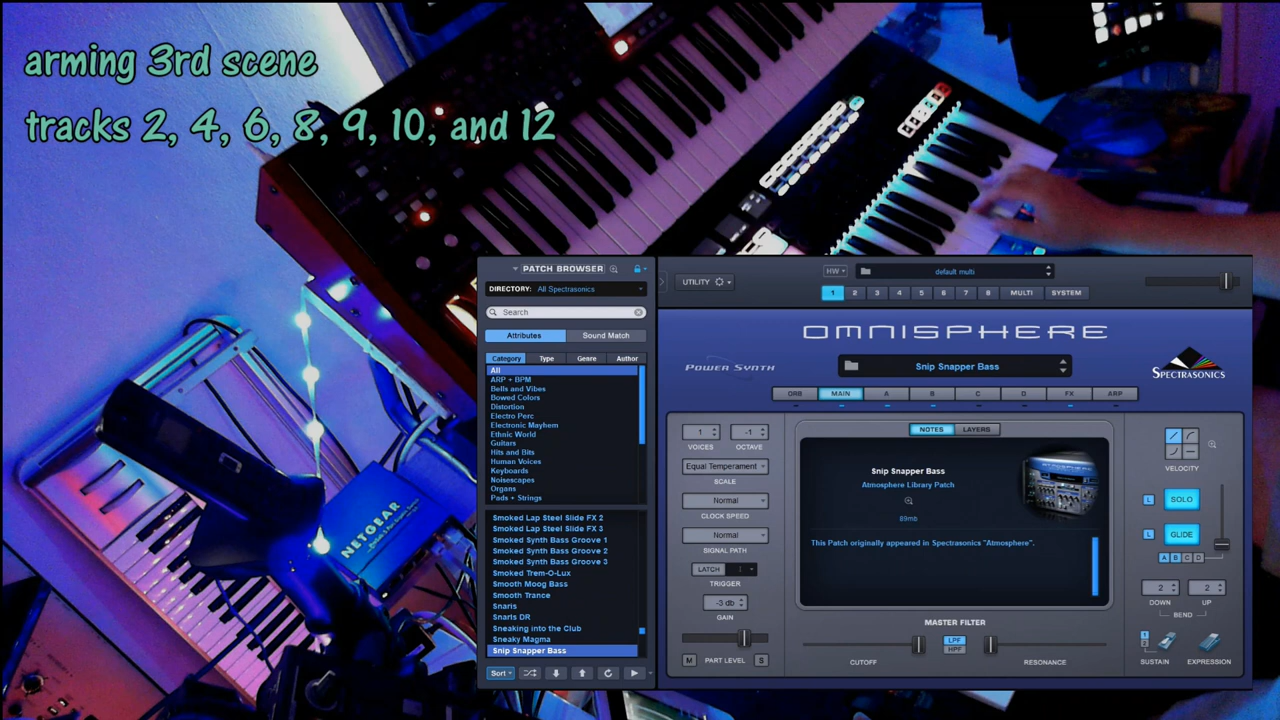 arming 3rd scene
tracks 2, 4, 6, 8, 9, 10, and 12
NETGEAR
PATCH BROWSER
DIRECTORY: All Spectrasonics
Search
Attributes Sound Match
Category Type Genre Author
All
ARP + BPM
Bells and Vibes
Bowed Colors
Distortion
Electro Perc
Electronic Mayhem
Ethnic World
Guitars
Hits and Bits
Human Voices
Keyboards
Noisescapes
Organs
Pads + Strings
Smoked Lap Steel Slide FX 2
Smoked Lap Steel Slide FX 3
Smoked Synth Bass Groove 1
Smoked Synth Bass Groove 2
Smoked Synth Bass Groove 3
Smoked Trem-O-Lux
Smooth Moog Bass
Smooth Trance
Snaris
Snaris DR
Sneaking into the Club
Sneaky Magma
Snip Snapper Bass
Sort
UTILITY
HW
default multi
1 2 3 4 5 6 7 8 MULTI SYSTEM
OMNISPHERE
POWER SYNTH
Snip Snapper Bass
SPECTRASONICS
ORB MAIN A B C D FX ARP
1 -1
VOICES OCTAVE
Equal Temperament
SCALE
Normal
CLOCK SPEED
Normal
SIGNAL PATH
LATCH
TRIGGER
-3 db
GAIN
M PART LEVEL S
NOTES LAYERS
Snip Snapper Bass
Atmosphere Library Patch
89mb
This Patch originally appeared in Spectrasonics "Atmosphere".
MASTER FILTER
LPF
HPF
CUTOFF RESONANCE
VELOCITY
L SOLO
L GLIDE
A B C D
2 2
DOWN UP
BEND
1
2
SUSTAIN EXPRESSION